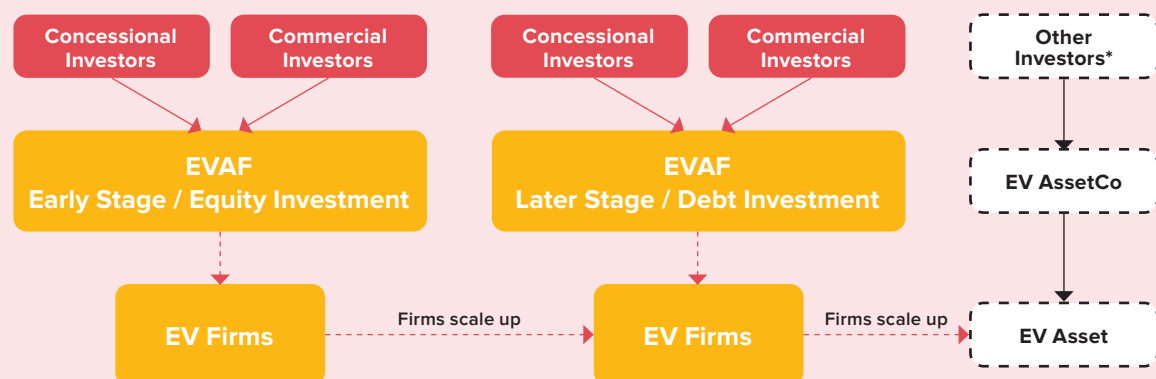 Concessional
Investors
Commercial
Investors
Concessional
Investors
Commercial
Investors
Other
Investors*
EVAF
Early Stage / Equity Investment
EVAF
Later Stage / Debt Investment
EV AssetCo
EV Firms
Firms scale up
EV Firms
Firms scale up
EV Asset